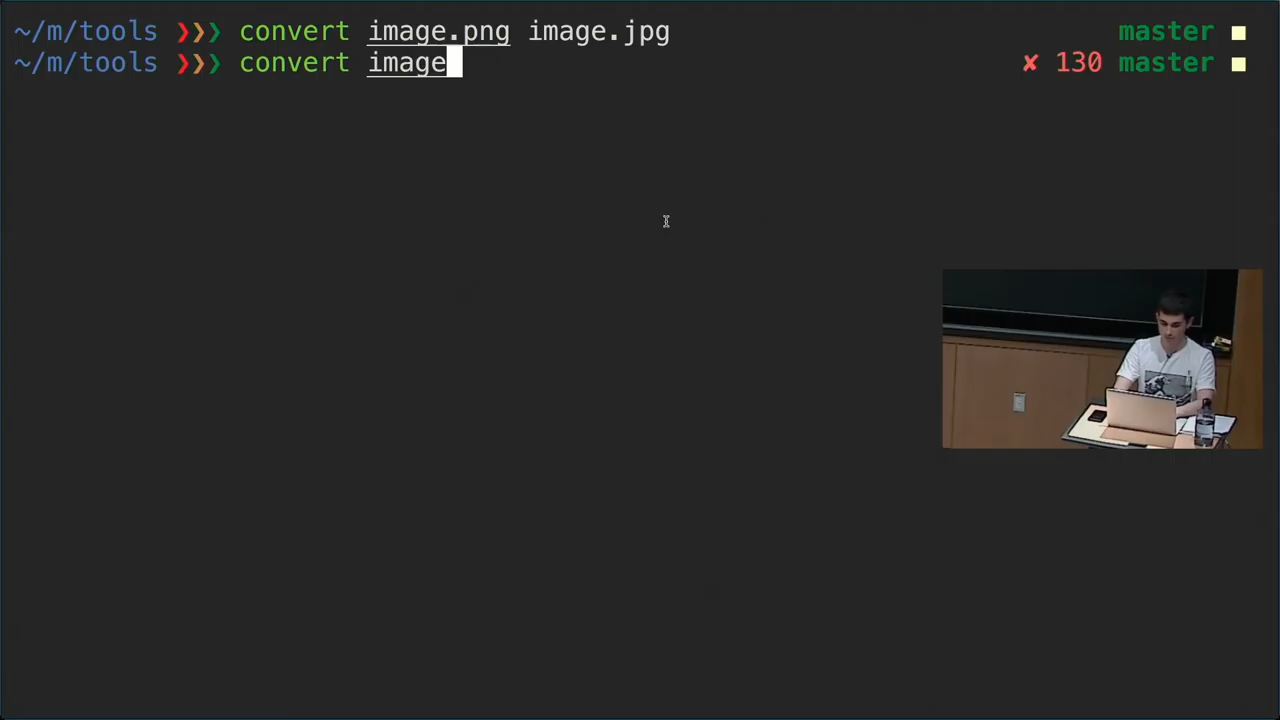 ~/m/tools ❯❯❯ convert image.png image.jpg master ■
~/m/tools ❯❯❯ convert image ✘ 130 master ■